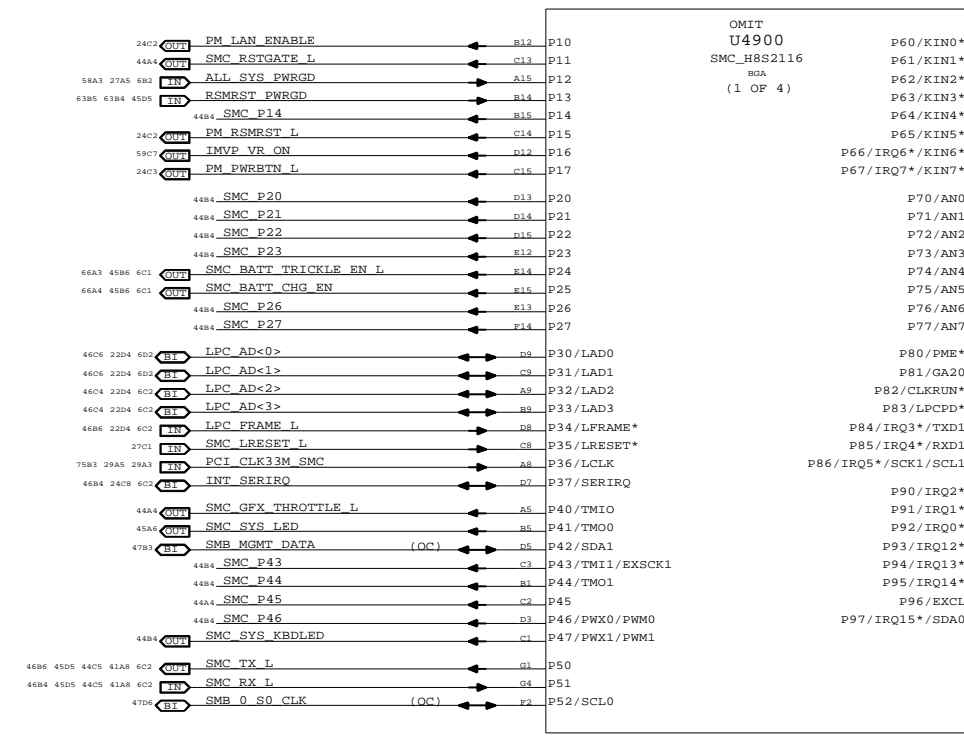 OMIT
U4900
SMC_H8S2116
BGA
(1 OF 4)
24C2 OUT PM_LAN_ENABLE B12 P10 P60/KIN0*
44A4 OUT SMC_RSTGATE_L C13 P11 P61/KIN1*
58A3 27A5 6B2 IN ALL_SYS_PWRGD A15 P12 P62/KIN2*
63B5 63B4 45D5 IN RSMRST_PWRGD B14 P13 P63/KIN3*
44B4 SMC_P14 B15 P14 P64/KIN4*
24C2 OUT PM_RSMRST_L C14 P15 P65/KIN5*
59C7 OUT IMVP_VR_ON D12 P16 P66/IRQ6*/KIN6*
24C3 OUT PM_PWRBTN_L C15 P17 P67/IRQ7*/KIN7*
44B4 SMC_P20 D13 P20 P70/AN0
44B4 SMC_P21 D14 P21 P71/AN1
44B4 SMC_P22 D15 P22 P72/AN2
44B4 SMC_P23 E12 P23 P73/AN3
66A3 45B6 6C1 OUT SMC_BATT_TRICKLE_EN_L E14 P24 P74/AN4
66A4 45B6 6C1 OUT SMC_BATT_CHG_EN E15 P25 P75/AN5
44B4 SMC_P26 E13 P26 P76/AN6
44B4 SMC_P27 F14 P27 P77/AN7
46C6 22D4 6D2 BI LPC_AD<0> D9 P30/LAD0 P80/PME*
46C6 22D4 6D2 BI LPC_AD<1> C9 P31/LAD1 P81/GA20
46C4 22D4 6C2 BI LPC_AD<2> A9 P32/LAD2 P82/CLKRUN*
46C4 22D4 6C2 BI LPC_AD<3> B9 P33/LAD3 P83/LPCPD*
46B6 22D4 6C2 IN LPC_FRAME_L D8 P34/LFRAME* P84/IRQ3*/TXD1
27C1 IN SMC_LRESET_L C8 P35/LRESET* P85/IRQ4*/RXD1
75B3 29A5 29A3 IN PCI_CLK33M_SMC A8 P36/LCLK P86/IRQ5*/SCK1/SCL1
46B4 24C8 6C2 BI INT_SERIRQ D7 P37/SERIRQ
P90/IRQ2*
44A4 OUT SMC_GFX_THROTTLE_L A5 P40/TMIO P91/IRQ1*
45A6 OUT SMC_SYS_LED B5 P41/TMO0 P92/IRQ0*
47B3 BI SMB_MGMT_DATA (OC) D5 P42/SDA1 P93/IRQ12*
44B4 SMC_P43 C3 P43/TMI1/EXSCK1 P94/IRQ13*
44B4 SMC_P44 B1 P44/TMO1 P95/IRQ14*
44A4 SMC_P45 C2 P45 P96/EXCL
44B4 SMC_P46 D3 P46/PWX0/PWM0 P97/IRQ15*/SDA0
44B4 OUT SMC_SYS_KBDLED C1 P47/PWX1/PWM1
46B6 45D5 44C5 41A8 6C2 OUT SMC_TX_L G1 P50
46B4 45D5 44C5 41A8 6C2 IN SMC_RX_L G4 P51
47D6 BI SMB_0_S0_CLK (OC) F2 P52/SCL0